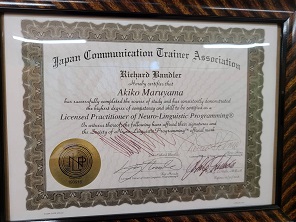 Japan Communication Trainer Association
Richard Bandler
Hereby certifies that
Akiko Maruyama
has successfully completed the course of study and has consistently demonstrated
the highest degree of competency and skill to be certified as a
Licensed Practitioner of Neuro-Linguistic Programming®
In witness thereof the following have affixed their signatures and
the Society of Neuro-Linguistic Programming™ official seal.